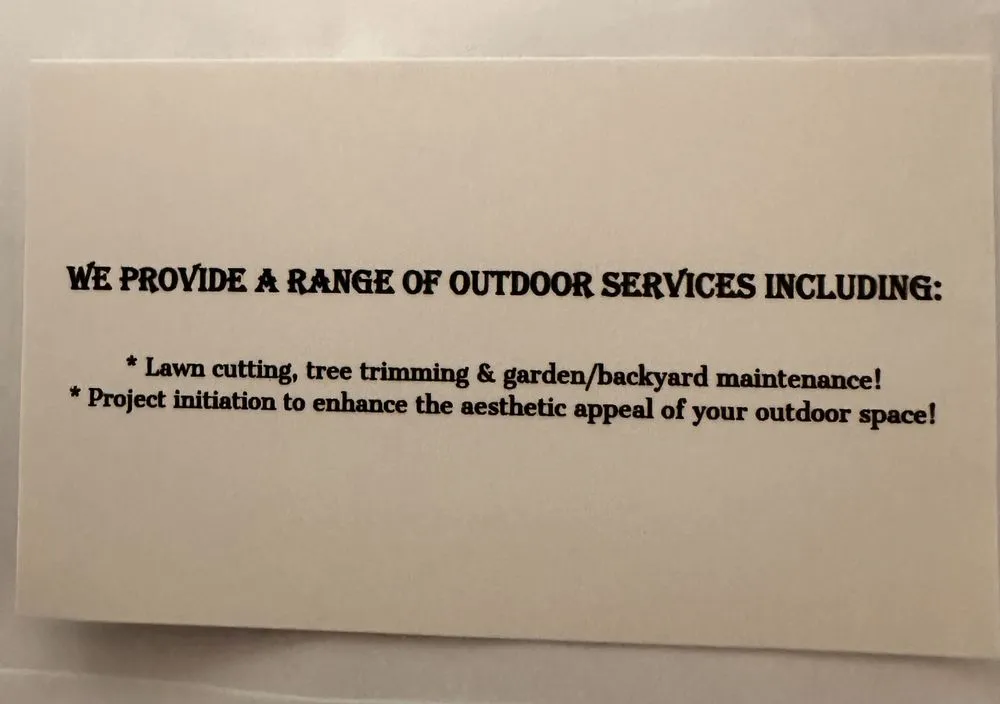 WE PROVIDE A RANGE OF OUTDOOR SERVICES INCLUDING:
* Lawn cutting, tree trimming & garden/backyard maintenance!
* Project initiation to enhance the aesthetic appeal of your outdoor space!